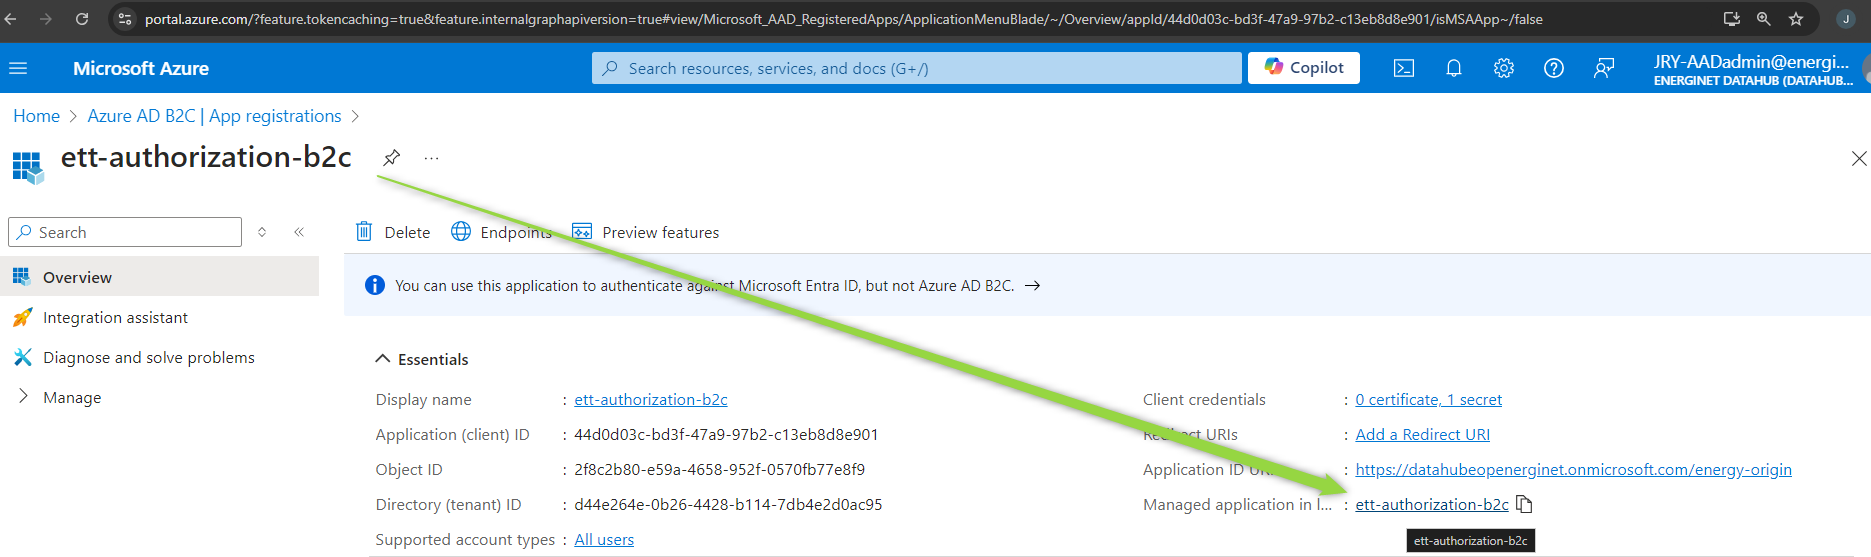 portal.azure.com/?feature.tokencaching=true&feature.internalgraphapiversion=true#view/Microsoft_AAD_RegisteredApps/ApplicationMenuBlade/~/Overview/appId/44d0d03c-bd3f-47a9-97b2-c13eb8d8e901/isMSAApp~/false
J
Microsoft Azure
Search resources, services, and docs (G+/)
Copilot
JRY-AADadmin@energi...
ENERGINET DATAHUB (DATAHUB...
Home > Azure AD B2C | App registrations >
ett-authorization-b2c
...
Search
Delete
Endpoints
Preview features
Overview
Integration assistant
Diagnose and solve problems
Manage
You can use this application to authenticate against Microsoft Entra ID, but not Azure AD B2C.
Essentials
Display name : ett-authorization-b2c
Application (client) ID : 44d0d03c-bd3f-47a9-97b2-c13eb8d8e901
Object ID : 2f8c2b80-e59a-4658-952f-0570fb77e8f9
Directory (tenant) ID : d44e264e-0b26-4428-b114-7db4e2d0ac95
Supported account types : All users
Client credentials : 0 certificate, 1 secret
Redirect URIs : Add a Redirect URI
Application ID URI : https://datahubeopenerginet.onmicrosoft.com/energy-origin
Managed application in l... : ett-authorization-b2c
ett-authorization-b2c